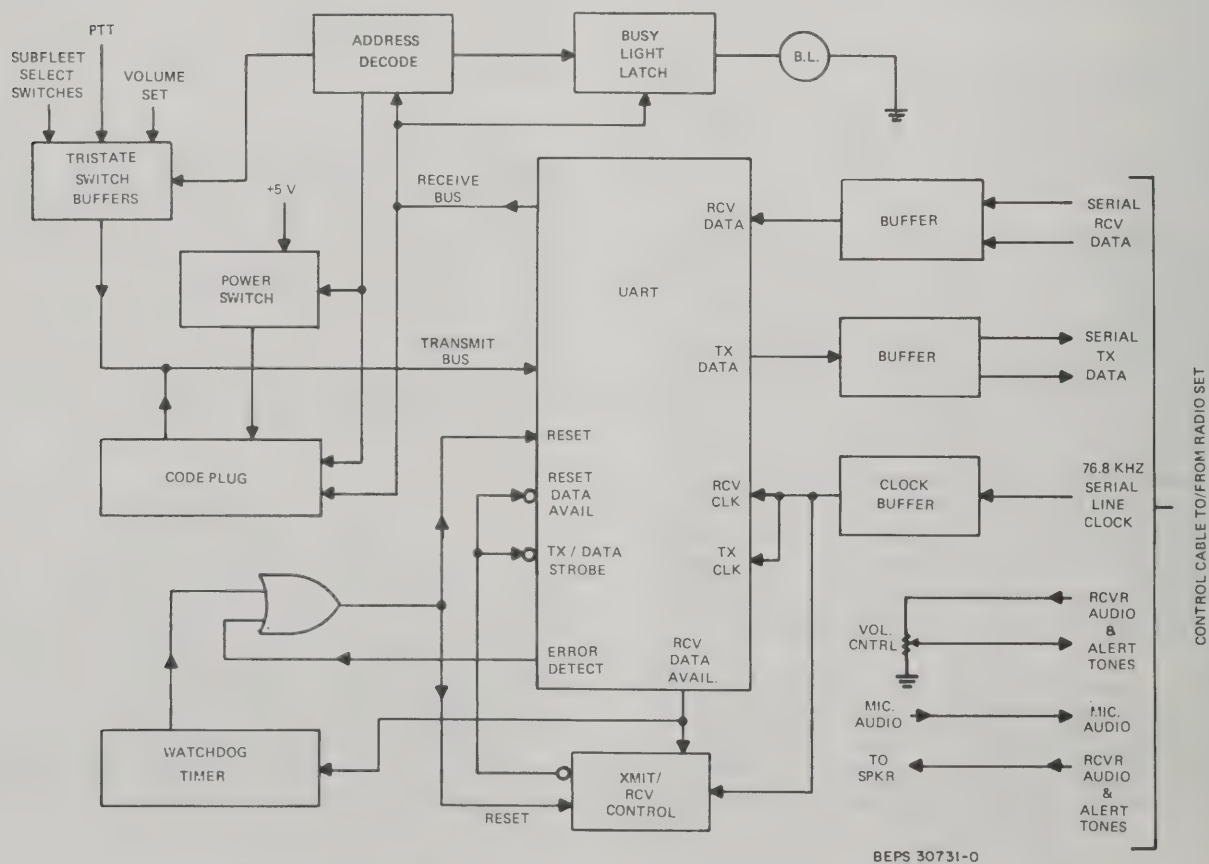 PTT
SUBFLEET
SELECT
SWITCHES
VOLUME
SET
ADDRESS
DECODE
BUSY
LIGHT
LATCH
B.L.
TRISTATE
SWITCH
BUFFERS
+5 V
RECEIVE
BUS
POWER
SWITCH
TRANSMIT
BUS
CODE PLUG
UART
RCV
DATA
BUFFER
SERIAL
RCV
DATA
TX
DATA
BUFFER
SERIAL
TX
DATA
RESET
RESET
DATA
AVAIL
TX / DATA
STROBE
RCV
CLK
TX
CLK
CLOCK
BUFFER
76.8 KHZ
SERIAL
LINE
CLOCK
ERROR
DETECT
RCV
DATA
AVAIL.
VOL.
CNTRL
RCVR
AUDIO
&
ALERT
TONES
MIC.
AUDIO
MIC.
AUDIO
TO
SPKR
RCVR
AUDIO
&
ALERT
TONES
WATCHDOG
TIMER
RESET
XMIT/
RCV
CONTROL
CONTROL CABLE TO/FROM RADIO SET
BEPS 30731-O